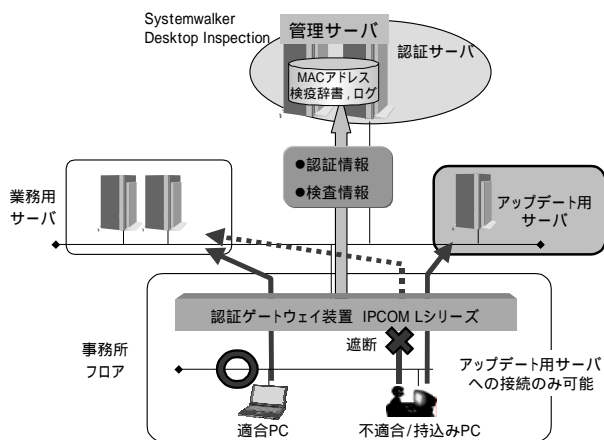 Systemwalker
Desktop Inspection
管理サーバ
認証サーバ
MACアドレス
検疫辞書,ログ
●認証情報
●検査情報
業務用
サーバ
アップデート用
サーバ
認証ゲートウェイ装置 IPCOM Lシリーズ
事務所
フロア
遮断
アップデート用サーバ
への接続のみ可能
適合PC
不適合/持込みPC